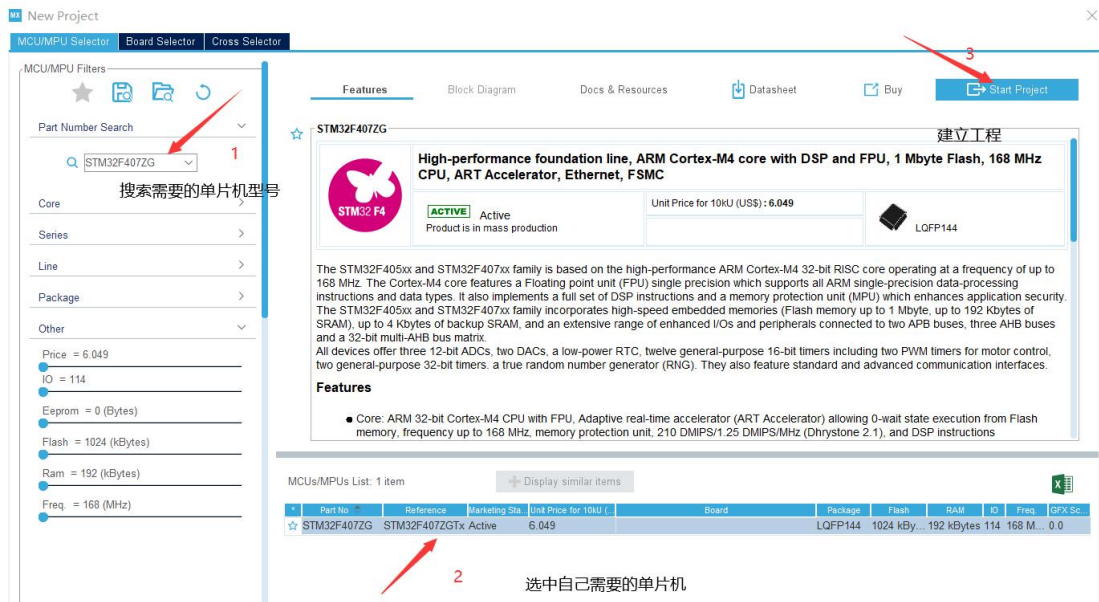 MX New Project
MCU/MPU Selector Board Selector Cross Selector
MCU/MPU Filters
Part Number Search
STM32F407ZG
1
搜索需要的单片机型号
Core
Series
Line
Package
Other
Price = 6.049
IO = 114
Eeprom = 0 (Bytes)
Flash = 1024 (kBytes)
Ram = 192 (kBytes)
Freq. = 168 (MHz)
3
Features Block Diagram Docs & Resources Datasheet Buy Start Project
建立工程
STM32F407ZG
High-performance foundation line, ARM Cortex-M4 core with DSP and FPU, 1 Mbyte Flash, 168 MHz
CPU, ART Accelerator, Ethernet, FSMC
STM32 F4
ACTIVE Active
Product is in mass production
Unit Price for 10kU (US$) : 6.049
LQFP144
The STM32F405xx and STM32F407xx family is based on the high-performance ARM Cortex-M4 32-bit RISC core operating at a frequency of up to
168 MHz. The Cortex-M4 core features a Floating point unit (FPU) single precision which supports all ARM single-precision data-processing
instructions and data types. It also implements a full set of DSP instructions and a memory protection unit (MPU) which enhances application security.
The STM32F405xx and STM32F407xx family incorporates high-speed embedded memories (Flash memory up to 1 Mbyte, up to 192 Kbytes of
SRAM), up to 4 Kbytes of backup SRAM, and an extensive range of enhanced I/Os and peripherals connected to two APB buses, three AHB buses
and a 32-bit multi-AHB bus matrix.
All devices offer three 12-bit ADCs, two DACs, a low-power RTC, twelve general-purpose 16-bit timers including two PWM timers for motor control,
two general-purpose 32-bit timers. a true random number generator (RNG). They also feature standard and advanced communication interfaces.
Features
● Core: ARM 32-bit Cortex-M4 CPU with FPU, Adaptive real-time accelerator (ART Accelerator) allowing 0-wait state execution from Flash
memory, frequency up to 168 MHz, memory protection unit, 210 DMIPS/1.25 DMIPS/MHz (Dhrystone 2.1), and DSP instructions
MCUs/MPUs List: 1 item + Display similar items
* Part No Reference Marketing Sta... Unit Price for 10kU (... Board Package Flash RAM IO Freq. GFX Sc...
STM32F407ZG STM32F407ZGTx Active 6.049 LQFP144 1024 kBy... 192 kBytes 114 168 M... 0.0
2
选中自己需要的单片机